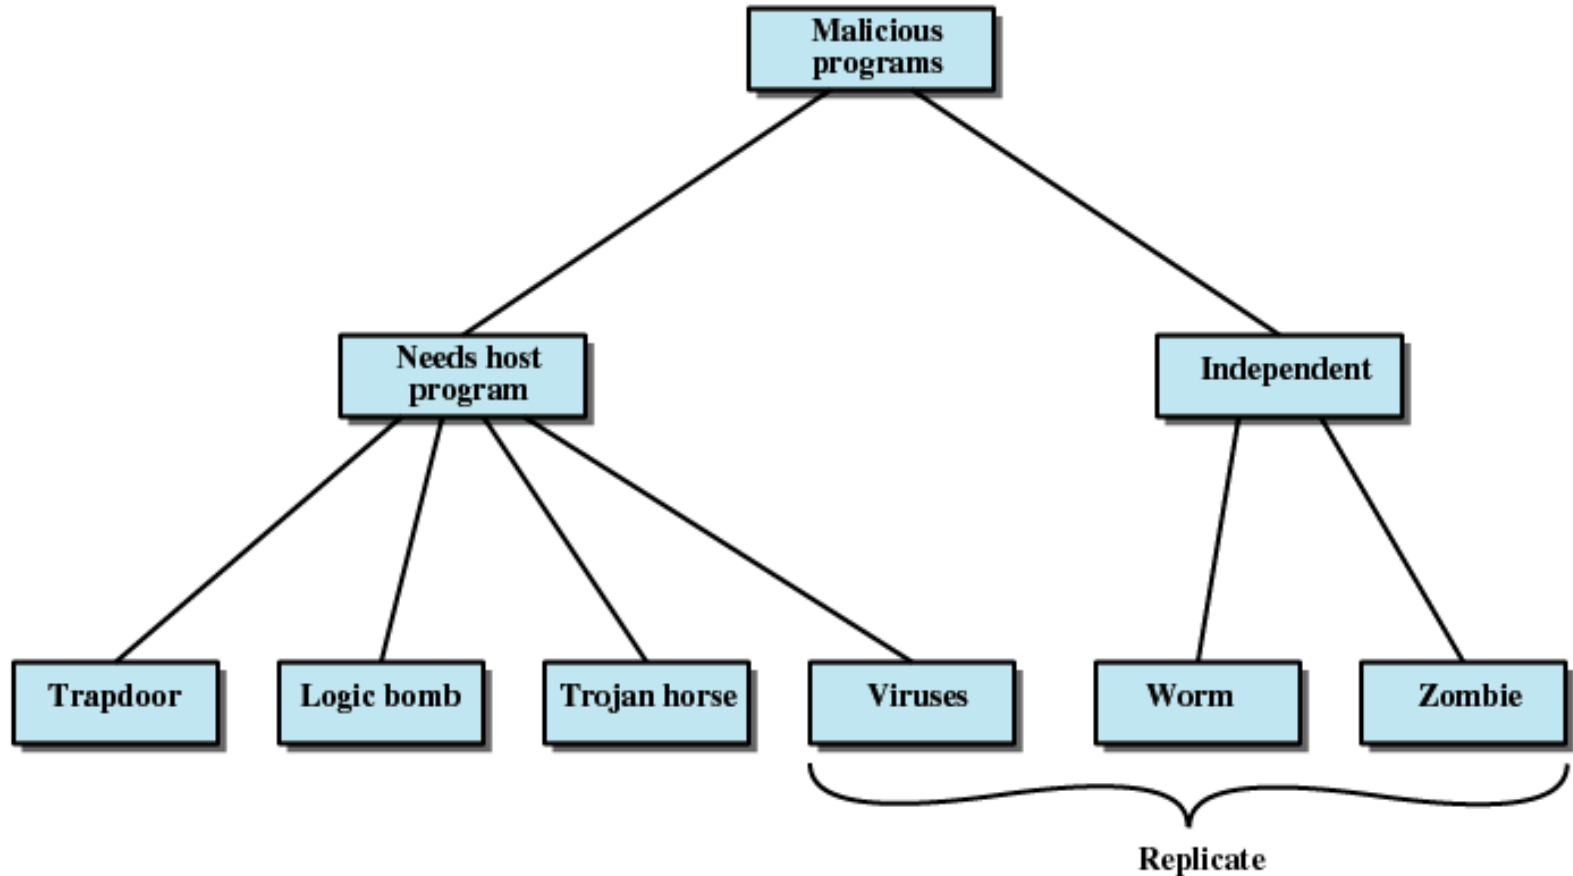 Malicious
programs
Needs host
program
Independent
Trapdoor
Logic bomb
Trojan horse
Viruses
Worm
Zombie
Replicate